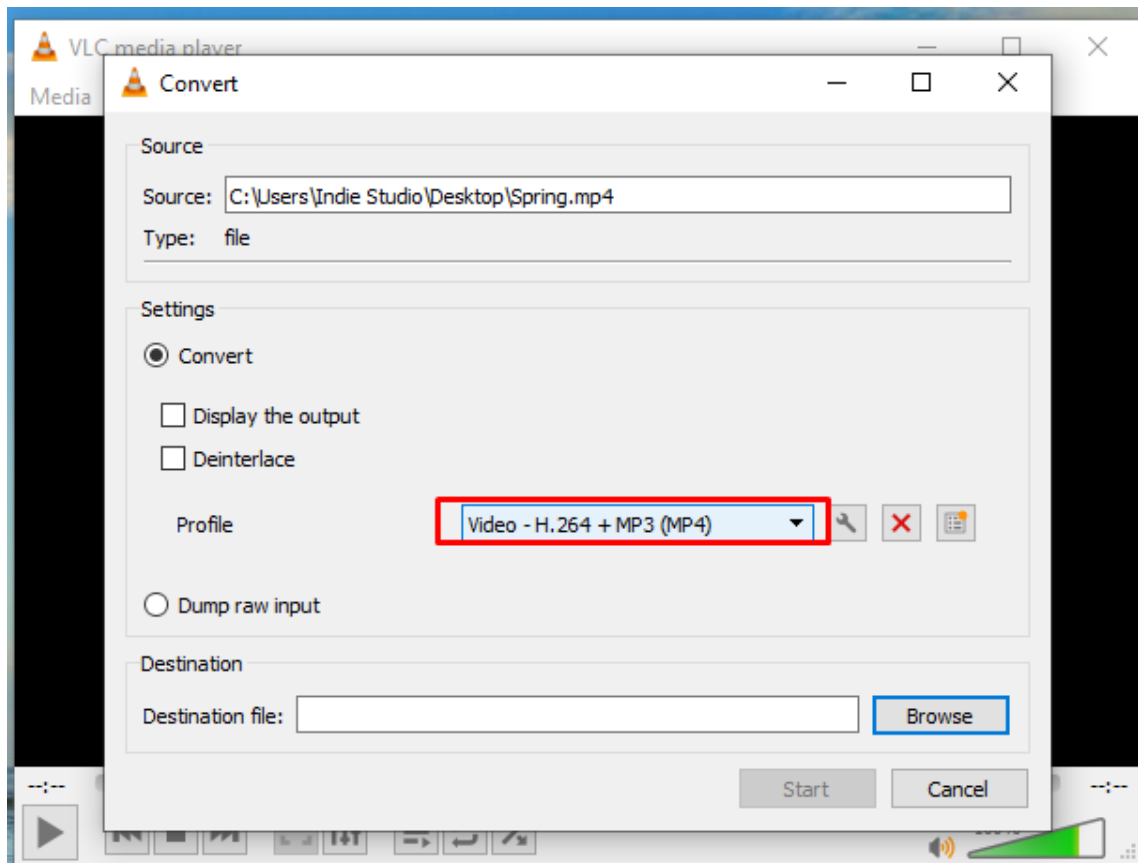 VLC media player
Media
Convert
Source
Source: C:\Users\Indie Studio\Desktop\Spring.mp4
Type: file
Settings
Convert
Display the output
Deinterlace
Profile Video - H.264 + MP3 (MP4)
Dump raw input
Destination
Destination file: Browse
Start Cancel
--:-- --:--